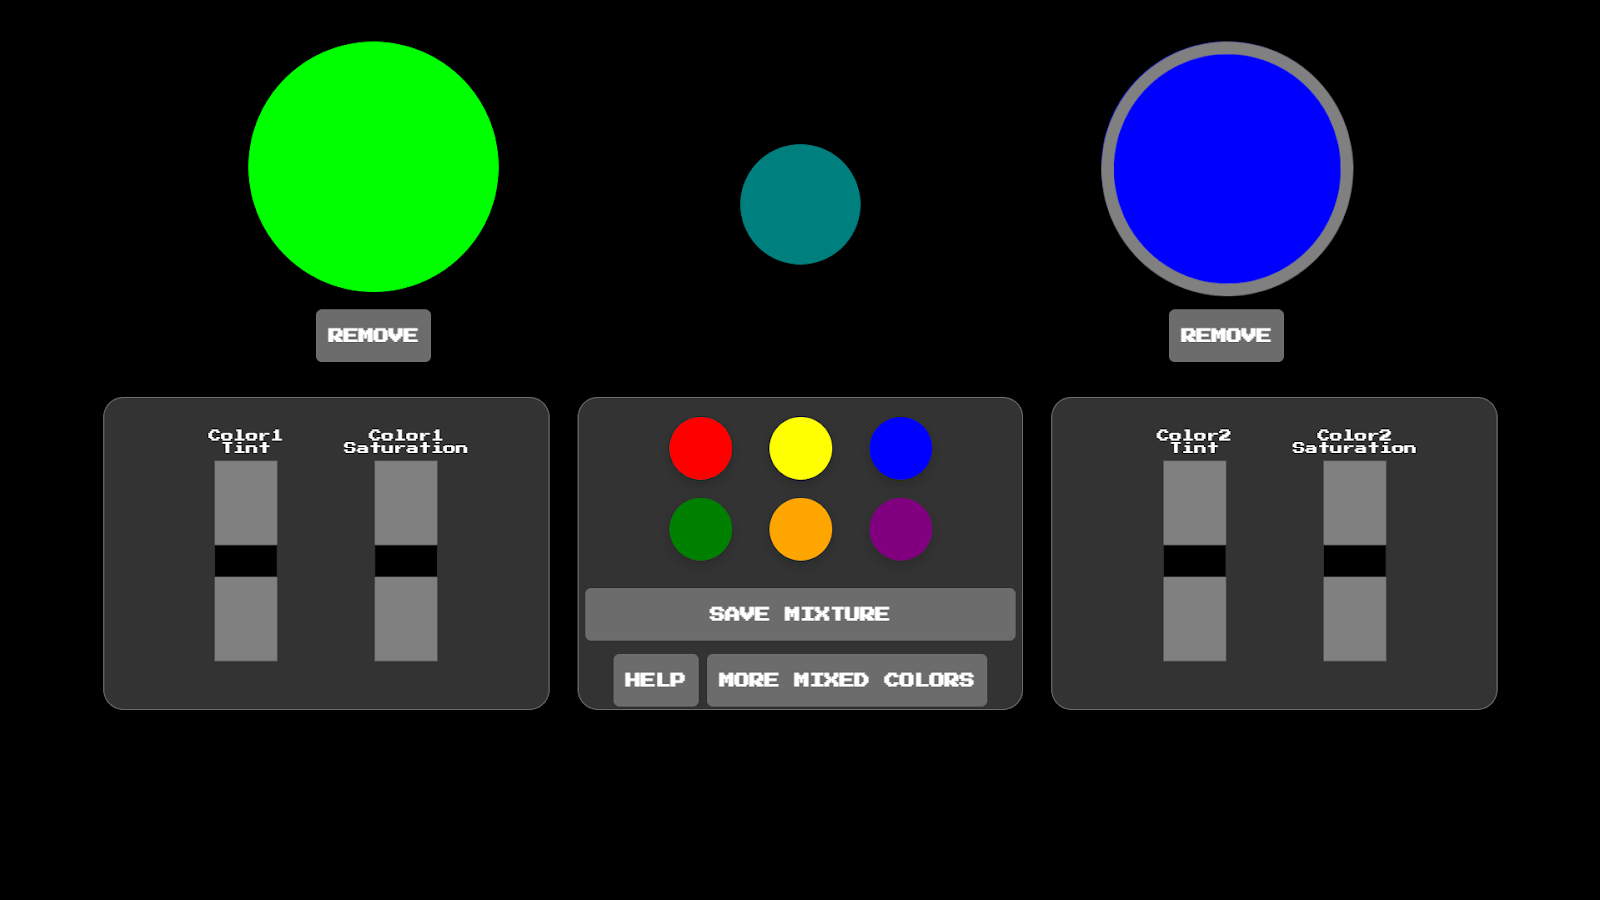 REMOVE
REMOVE
Color1
Tint
Color1
Saturation
SAVE MIXTURE
HELP
MORE MIXED COLORS
Color2
Tint
Color2
Saturation